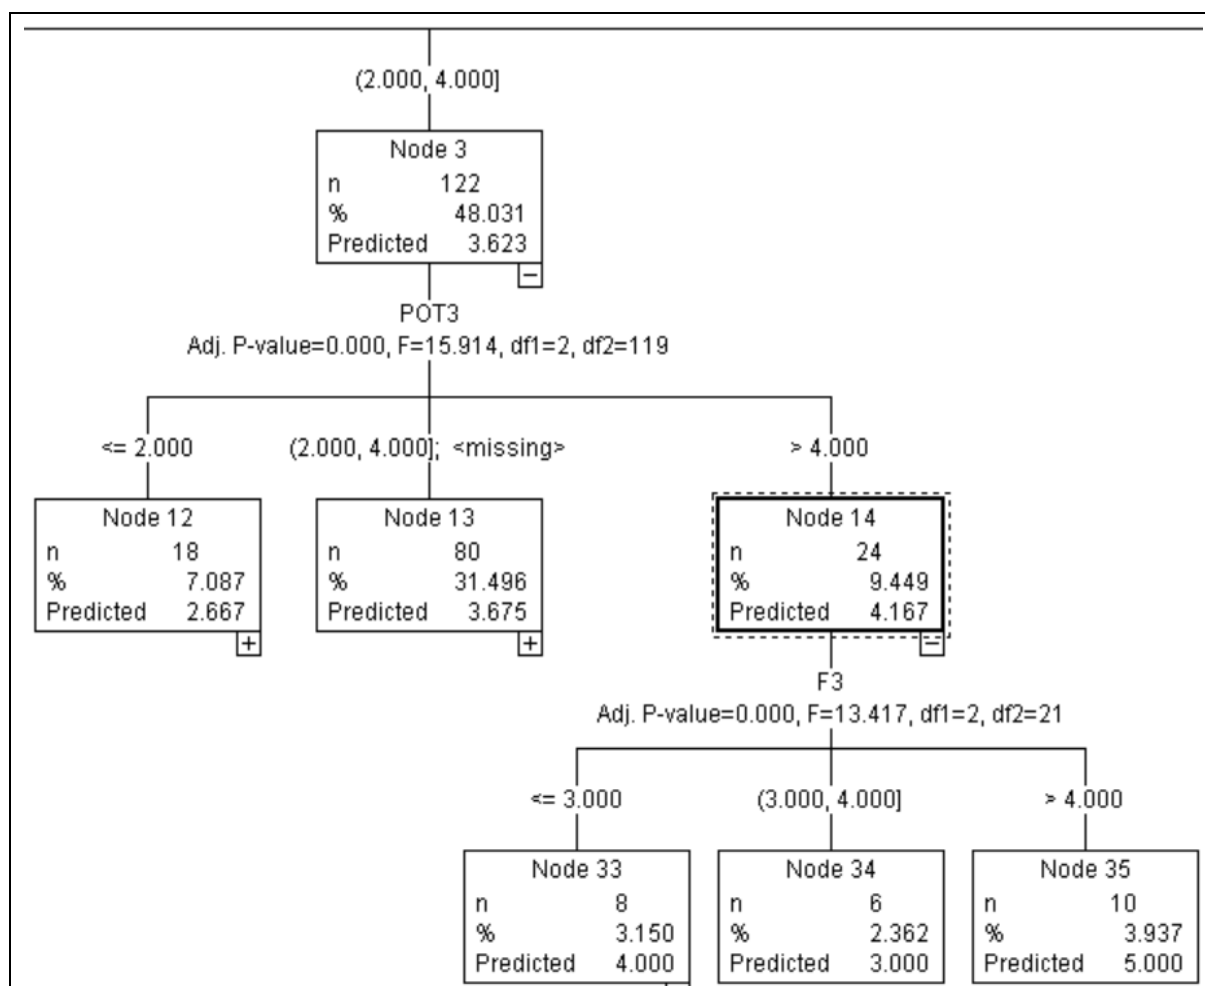 (2.000, 4.000]
Node 3
n 122
% 48.031
Predicted 3.623
POT3
Adj. P-value=0.000, F=15.914, df1=2, df2=119
<= 2.000
(2.000, 4.000]; <missing>
> 4.000
Node 12
n 18
% 7.087
Predicted 2.667
Node 13
n 80
% 31.496
Predicted 3.675
Node 14
n 24
% 9.449
Predicted 4.167
F3
Adj. P-value=0.000, F=13.417, df1=2, df2=21
<= 3.000
(3.000, 4.000]
> 4.000
Node 33
n 8
% 3.150
Predicted 4.000
Node 34
n 6
% 2.362
Predicted 3.000
Node 35
n 10
% 3.937
Predicted 5.000